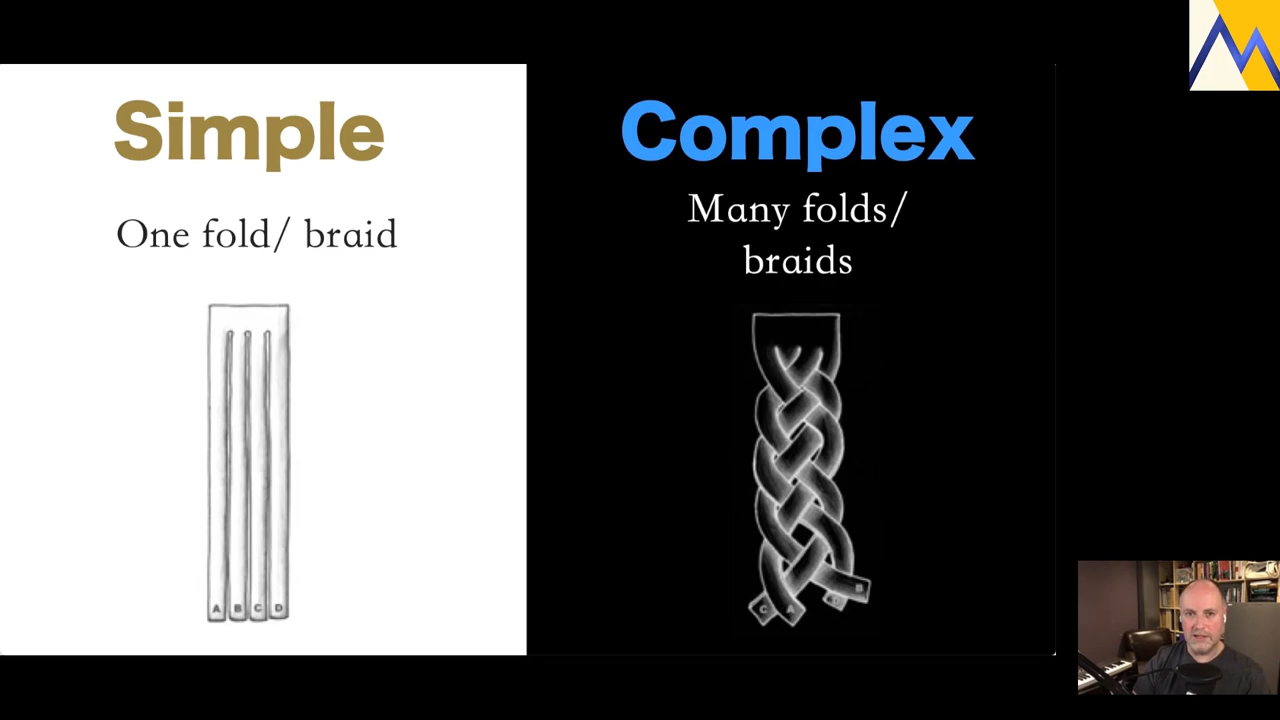 Simple
One fold/ braid
A B C D
Complex
Many folds/
braids
C A D B